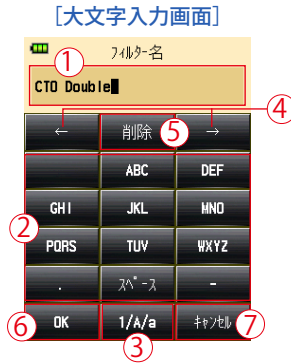 [大文字入力画面]
フィルター名
①
CTO Double
④
← 削除 ⑤ →
ABC DEF
GHI JKL MNO
②
PQRS TUV WXYZ
. スペース -
⑥ OK 1/A/a キャンセル ⑦
③